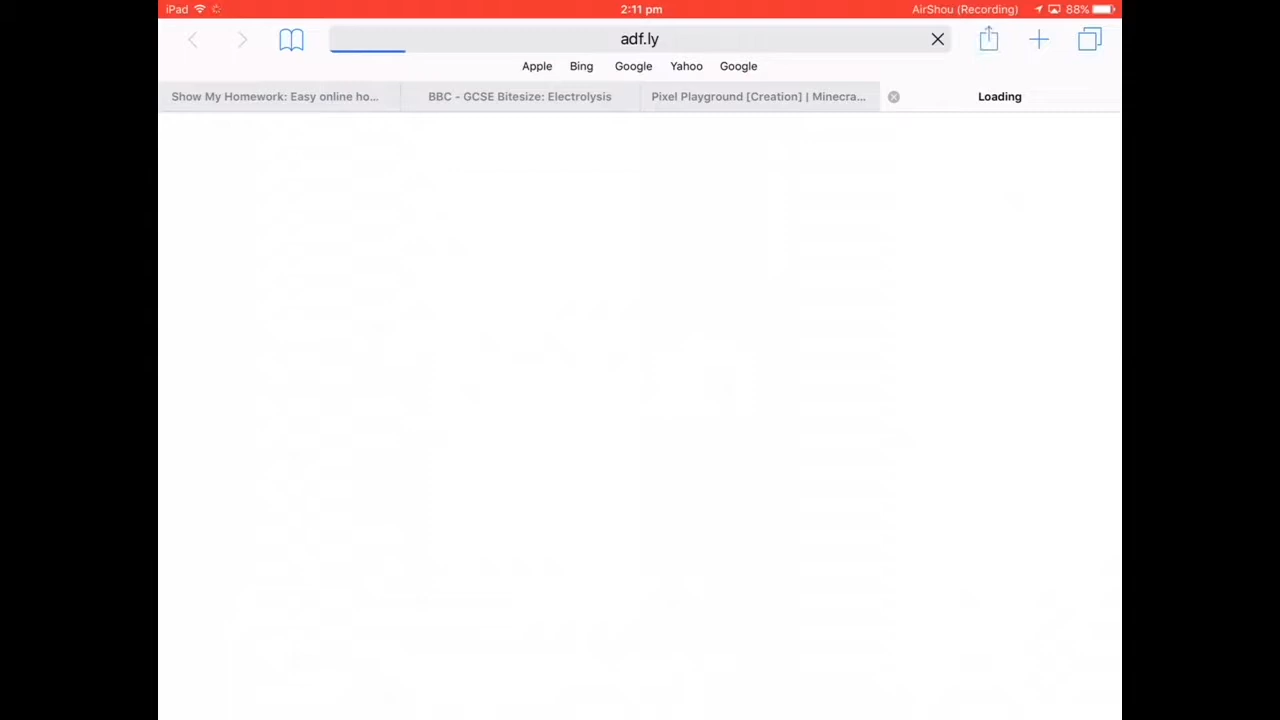 iPad 2:11 pm AirShou (Recording) 88%
adf.ly
Apple Bing Google Yahoo Google
Show My Homework: Easy online ho... BBC - GCSE Bitesize: Electrolysis Pixel Playground [Creation] | Minecra... Loading